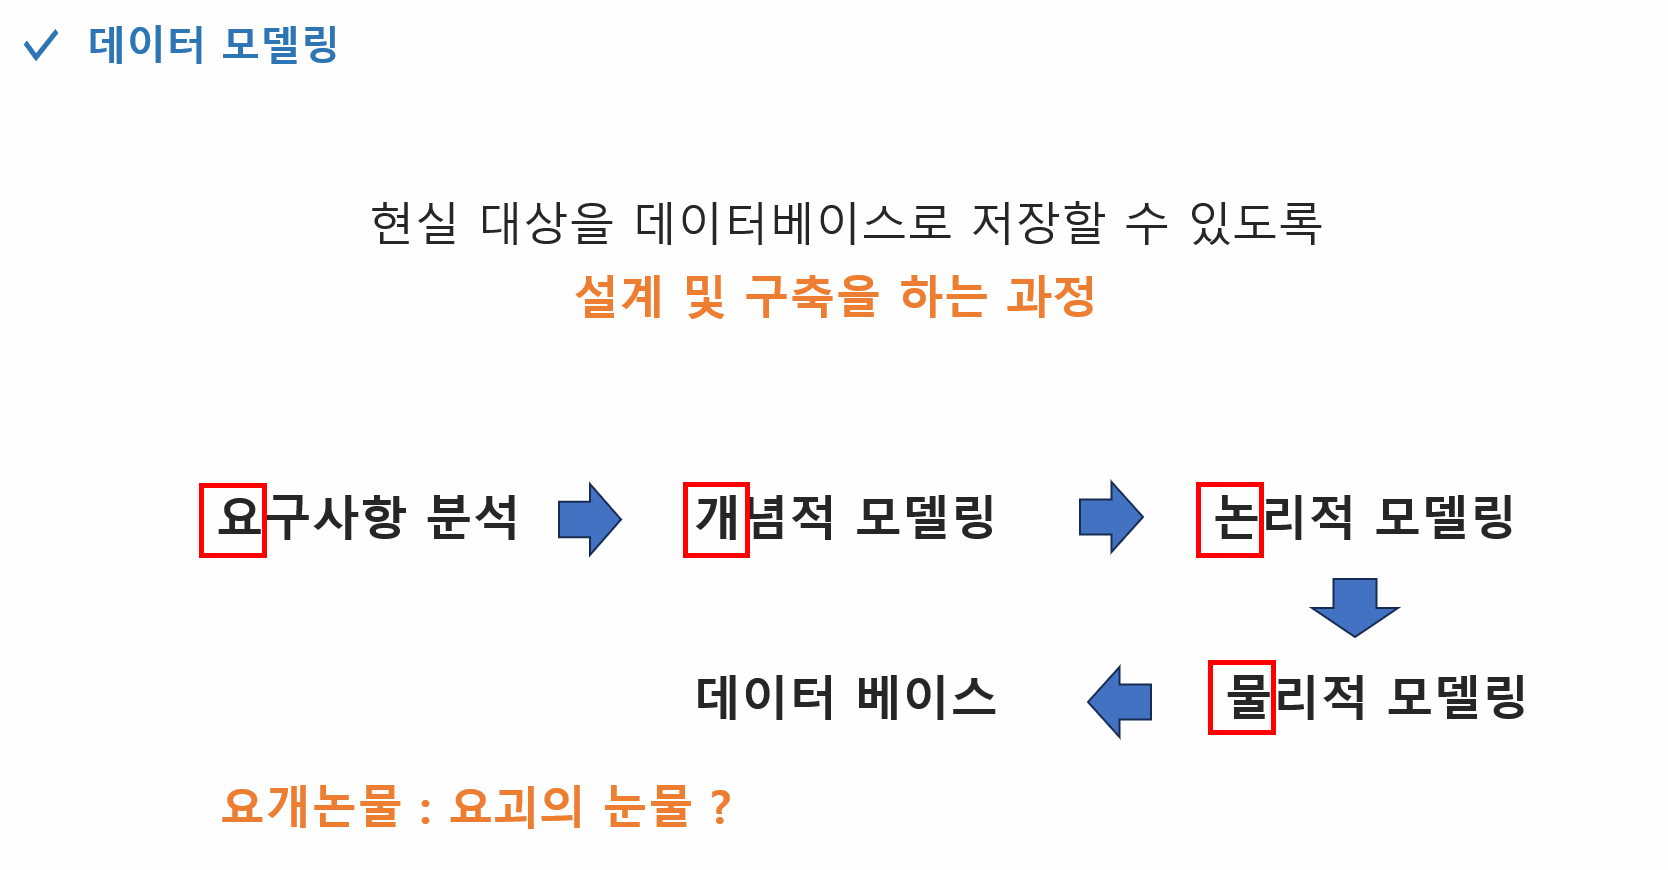 ✓ 데이터 모델링
현실 대상을 데이터베이스로 저장할 수 있도록
설계 및 구축을 하는 과정
요구사항 분석 개념적 모델링 논리적 모델링
데이터 베이스 물리적 모델링
요개논물 : 요괴의 눈물 ?